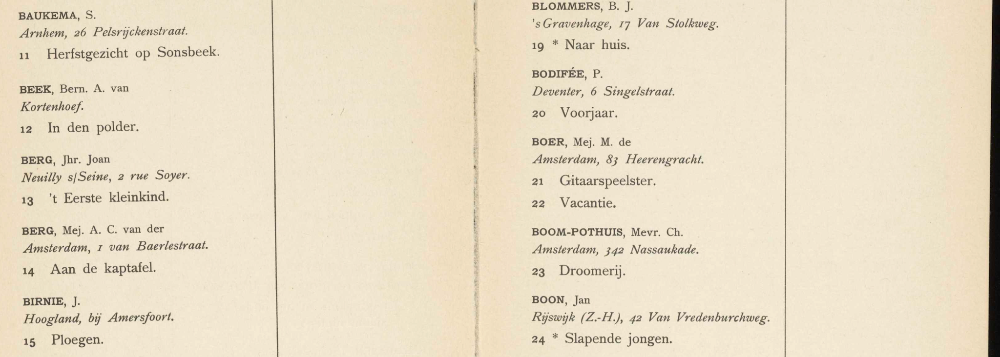 BAUKEMA, S.
Arnhem, 26 Pelsrijckenstraat.
11 Herfstgezicht op Sonsbeek.
BEEK, Bern. A. van
Kortenhoef.
12 In den polder.
BERG, Jhr. Joan
Neuilly s/Seine, 2 rue Soyer.
13 't Eerste kleinkind.
BERG, Mej. A. C. van der
Amsterdam, 1 van Baerlestraat.
14 Aan de kaptafel.
BIRNIE, J.
Hoogland, bij Amersfoort.
15 Ploegen.
BLOMMERS, B. J.
'sGravenhage, 17 Van Stolkweg.
19 * Naar huis.
BODIFÉE, P.
Deventer, 6 Singelstraat.
20 Voorjaar.
BOER, Mej. M. de
Amsterdam, 83 Heerengracht.
21 Gitaarspeelster.
22 Vacantie.
BOOM-POTHUIS, Mevr. Ch.
Amsterdam, 342 Nassaukade.
23 Droomerij.
BOON, Jan
Rijswijk (Z.-H.), 42 Van Vredenburchweg.
24 * Slapende jongen.